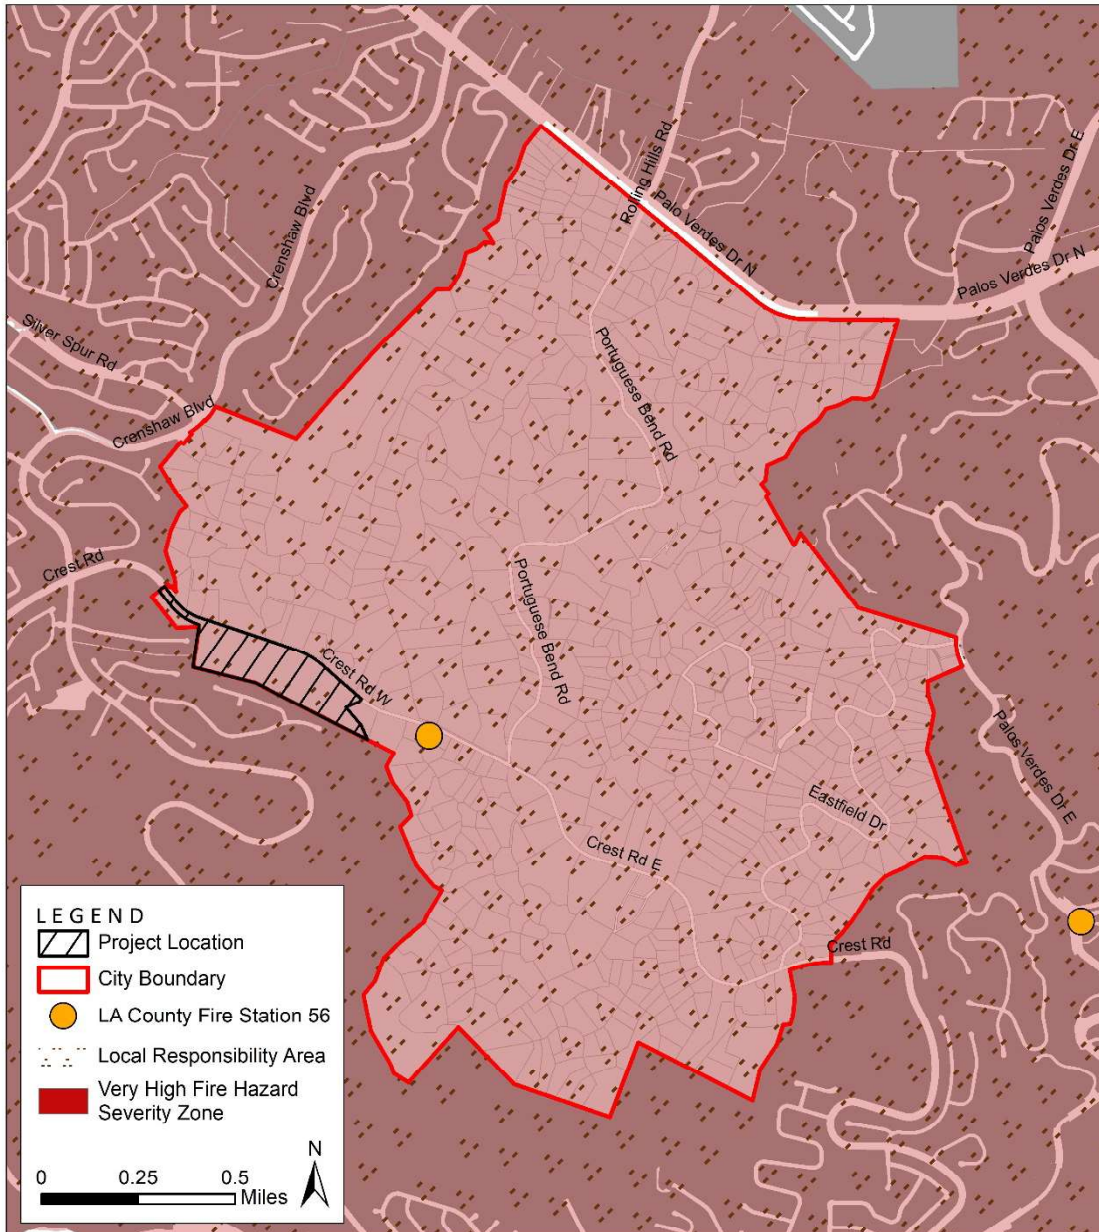 Rolling Hills Rd
Palo Verdes Dr N
Palos Verdes Dr E
Palos Verdes Dr N
Crenshaw Blvd
Silver Spur Rd
Crenshaw Blvd
Portuguese Bend Rd
Crest Rd
Portuguese Bend Rd
Crest Rd W
Palos Verdes Dr E
Eastfield Dr
Crest Rd E
Crest Rd
LEGEND
Project Location
City Boundary
LA County Fire Station 56
Local Responsibility Area
Very High Fire Hazard
Severity Zone
N
0 0.25 0.5
Miles